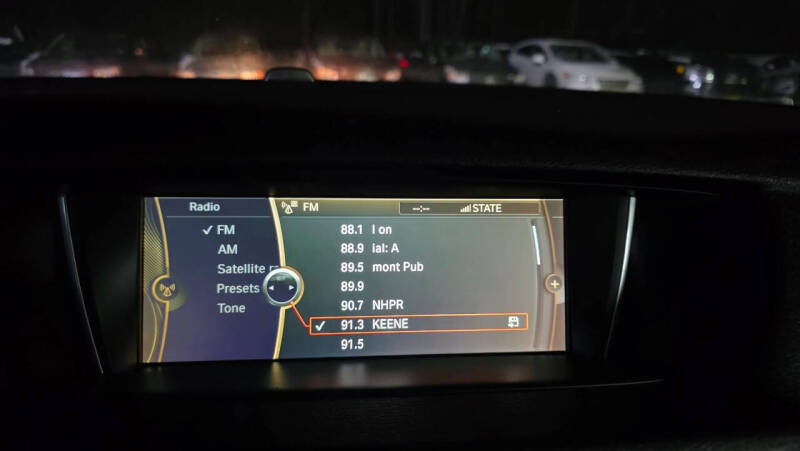 Radio
FM
AM
Satellite
Presets
Tone
FM
--:-- STATE
88.1 l on
88.9 ial: A
89.5 mont Pub
89.9
90.7 NHPR
91.3 KEENE
91.5